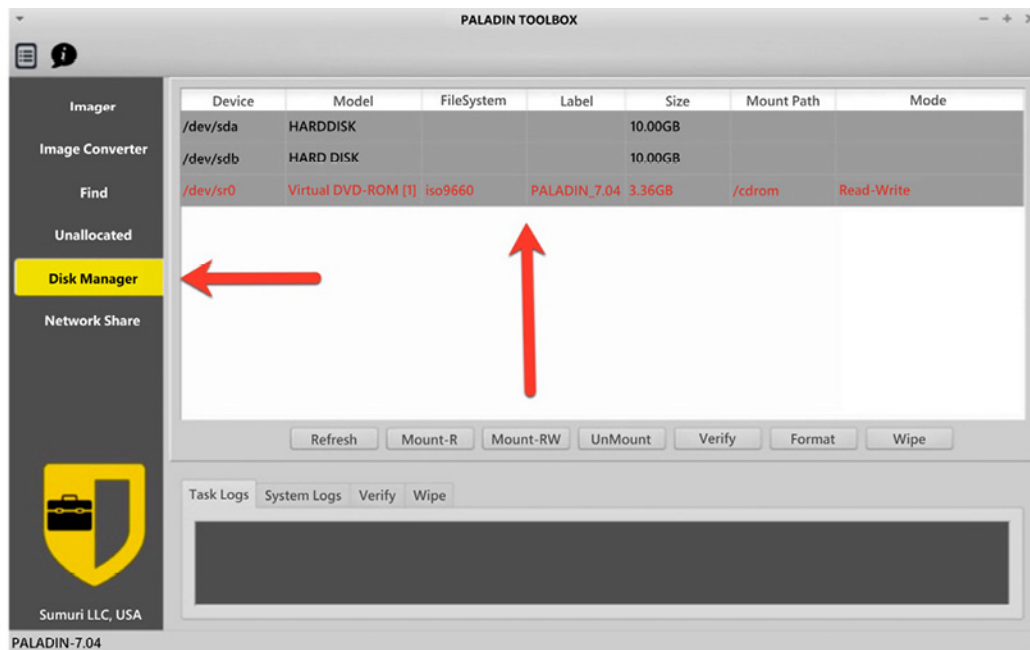 PALADIN TOOLBOX
Imager
Image Converter
Find
Unallocated
Disk Manager
Network Share
Device Model FileSystem Label Size Mount Path Mode
/dev/sda HARDDISK 10.00GB
/dev/sdb HARD DISK 10.00GB
/dev/sr0 Virtual DVD-ROM [1] iso9660 PALADIN_7.04 3.36GB /cdrom Read-Write
Refresh Mount-R Mount-RW UnMount Verify Format Wipe
Task Logs System Logs Verify Wipe
Sumuri LLC, USA
PALADIN-7.04